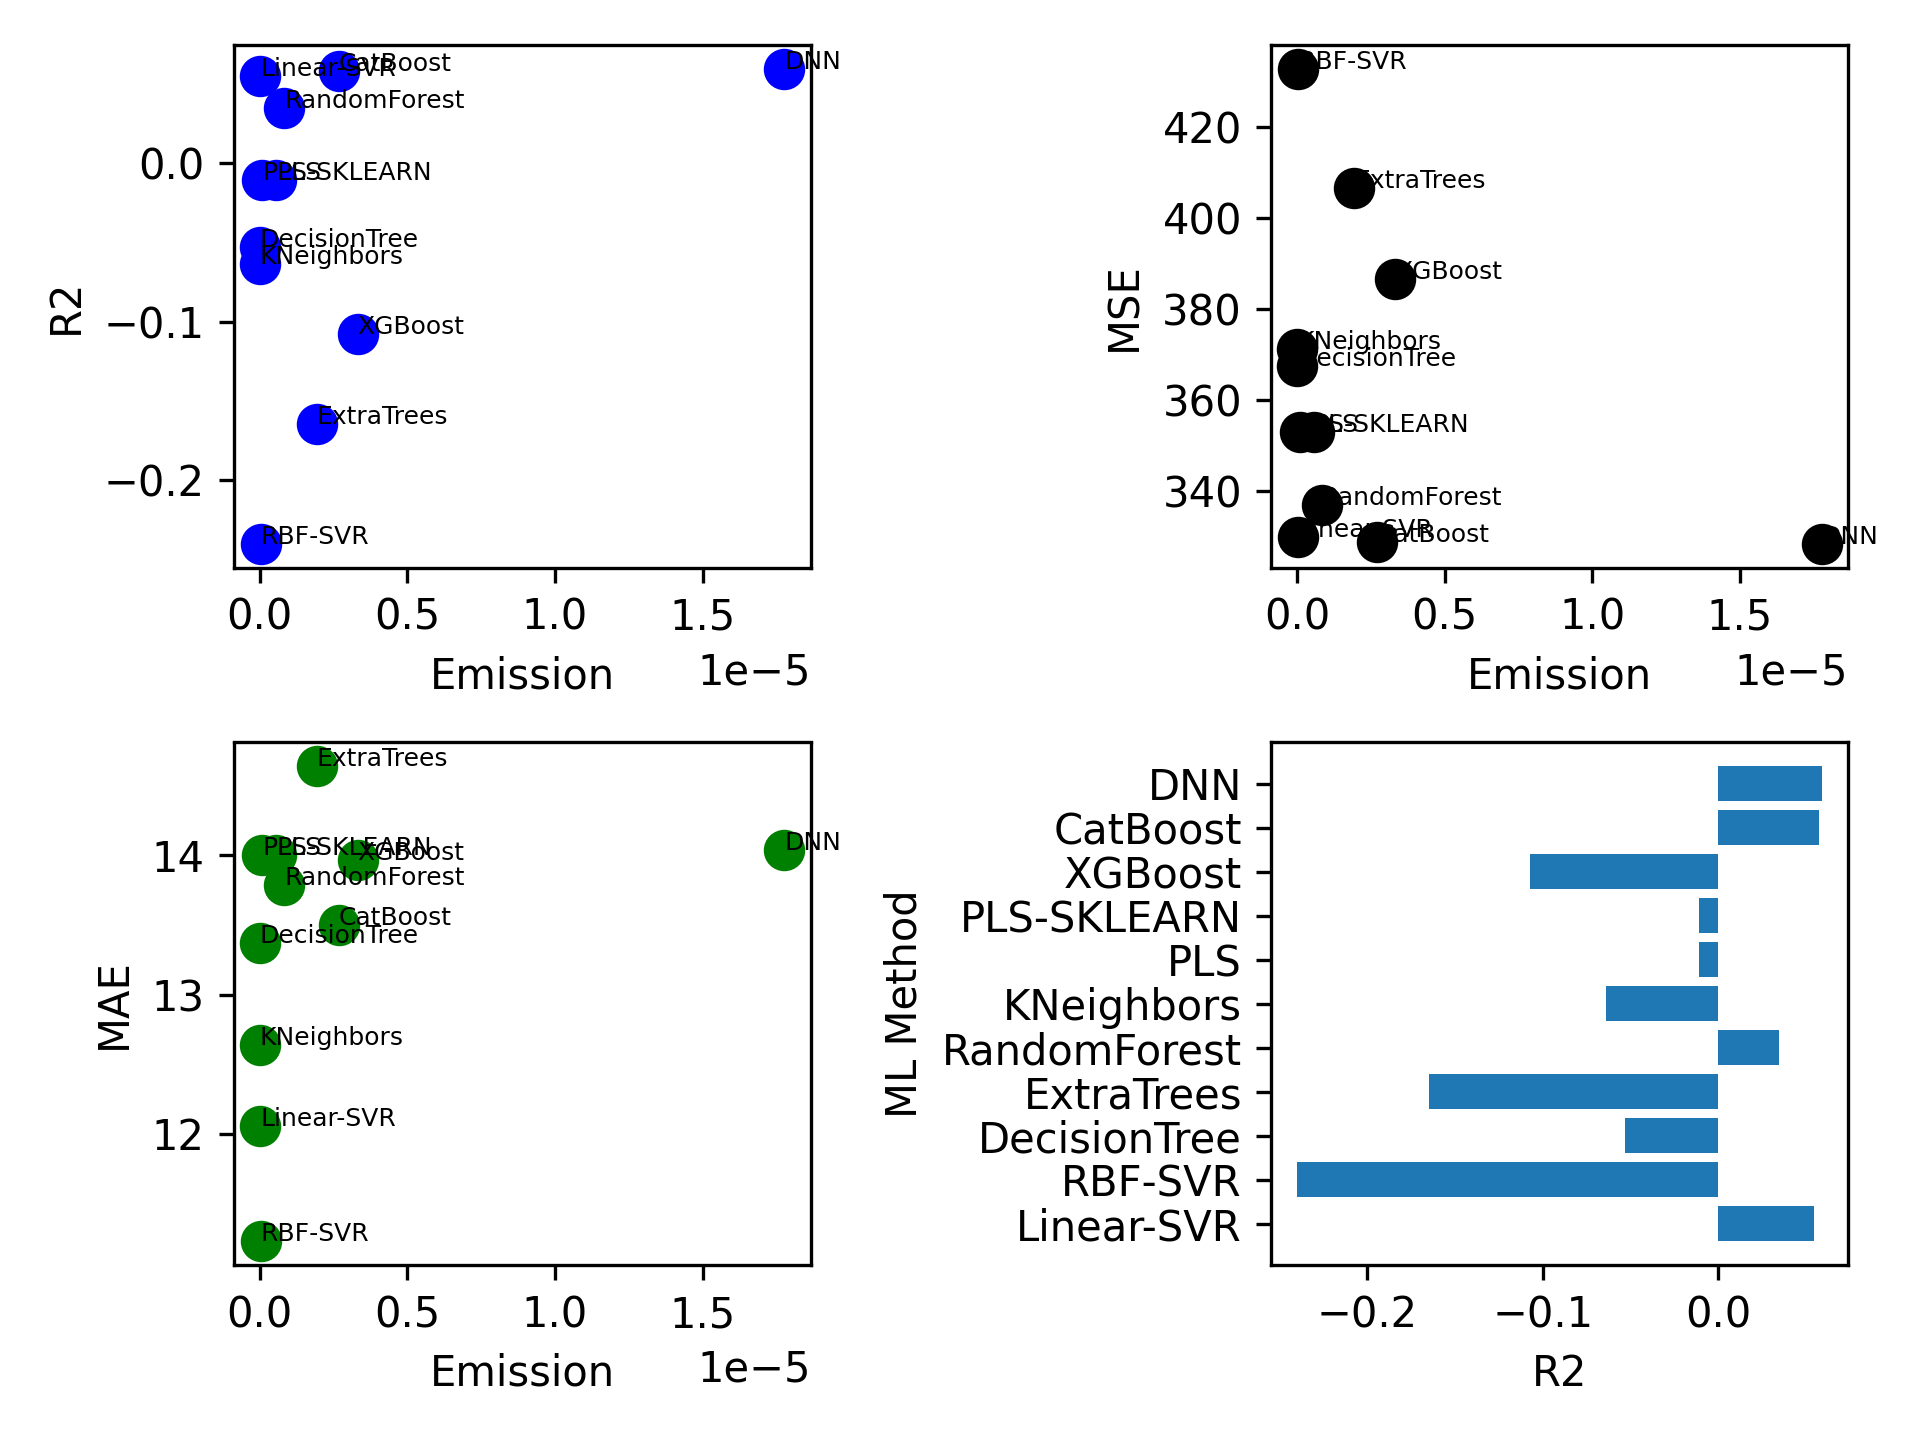 Linear-SVR
CatBoost
DNN
RandomForest
PLS
PLS-SKLEARN
DecisionTree
KNeighbors
XGBoost
ExtraTrees
RBF-SVR
0.0
−0.1
−0.2
R2
0.0 0.5 1.0 1.5
Emission
1e−5
RBF-SVR
ExtraTrees
XGBoost
KNeighbors
DecisionTree
PLS
PLS-SKLEARN
RandomForest
Linear-SVR
CatBoost
DNN
420
400
380
360
340
MSE
0.0 0.5 1.0 1.5
Emission
1e−5
ExtraTrees
PLS
PLS-SKLEARN
XGBoost
DNN
RandomForest
CatBoost
DecisionTree
KNeighbors
Linear-SVR
RBF-SVR
14
13
12
MAE
0.0 0.5 1.0 1.5
Emission
1e−5
DNN
CatBoost
XGBoost
PLS-SKLEARN
PLS
KNeighbors
RandomForest
ExtraTrees
DecisionTree
RBF-SVR
Linear-SVR
ML Method
−0.2 −0.1 0.0
R2